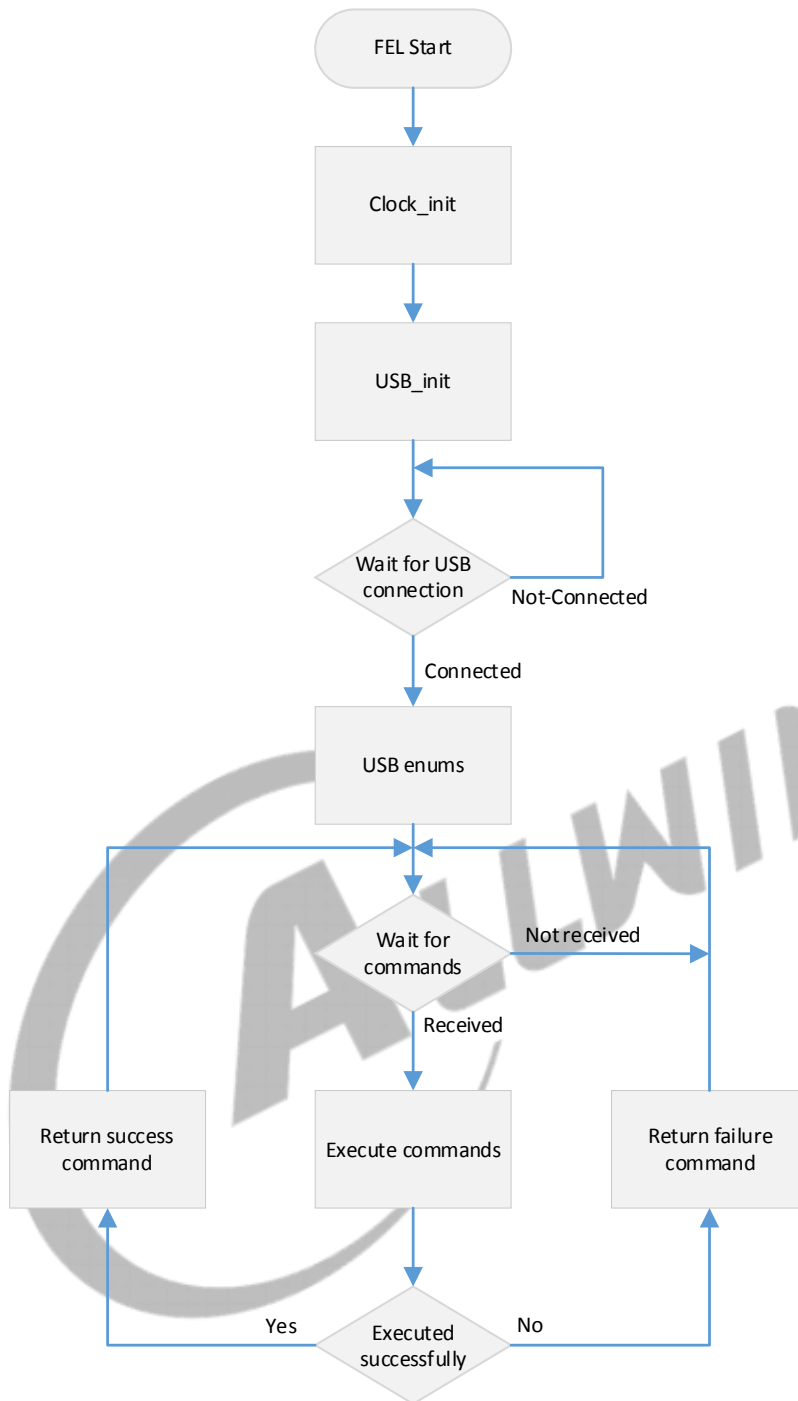 FEL Start
Clock_init
USB_init
Wait for USB
connection
Not-Connected
Connected
USB enums
Wait for
commands
Not received
Received
Return success
command
Execute commands
Return failure
command
Yes
Executed
successfully
No
ALLWIN